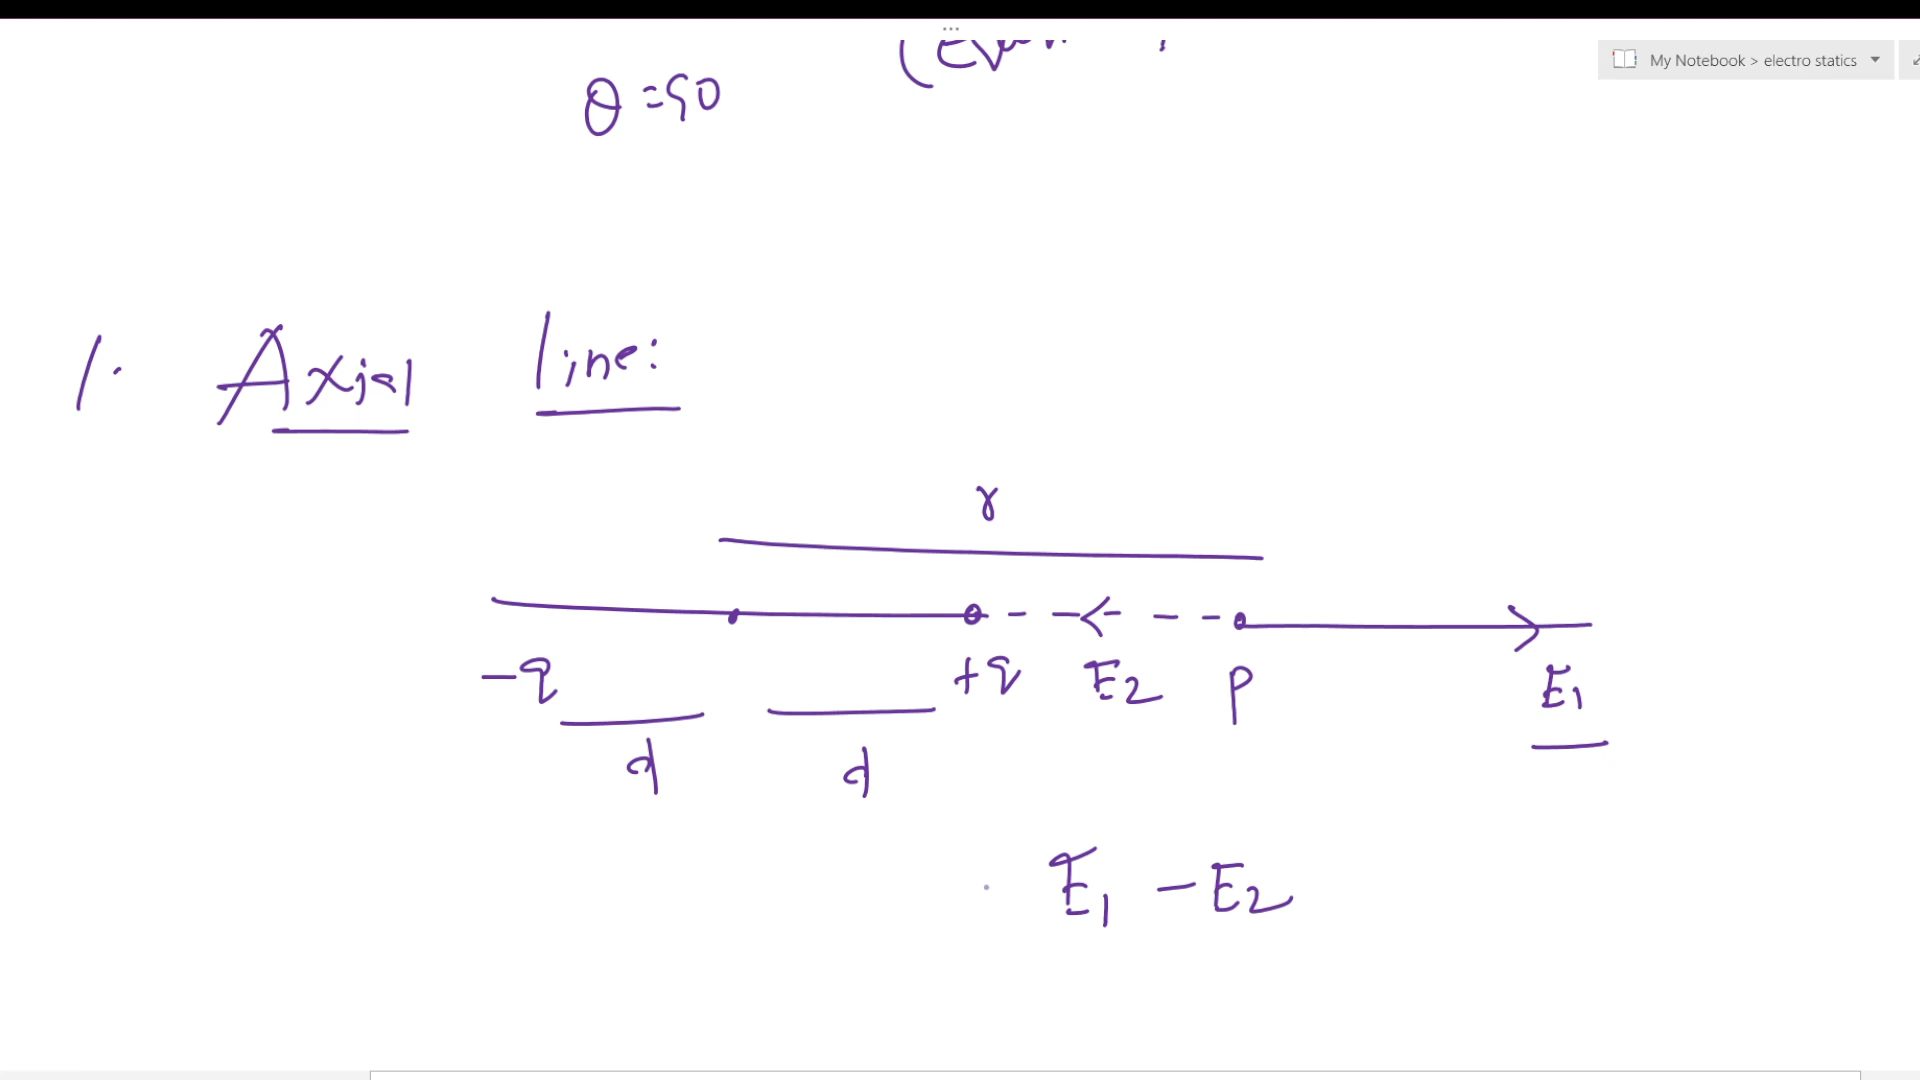 My Notebook > electro statics
θ = 90
1. Axial line:
r
-q +q E2 P E1
d d
E1 - E2